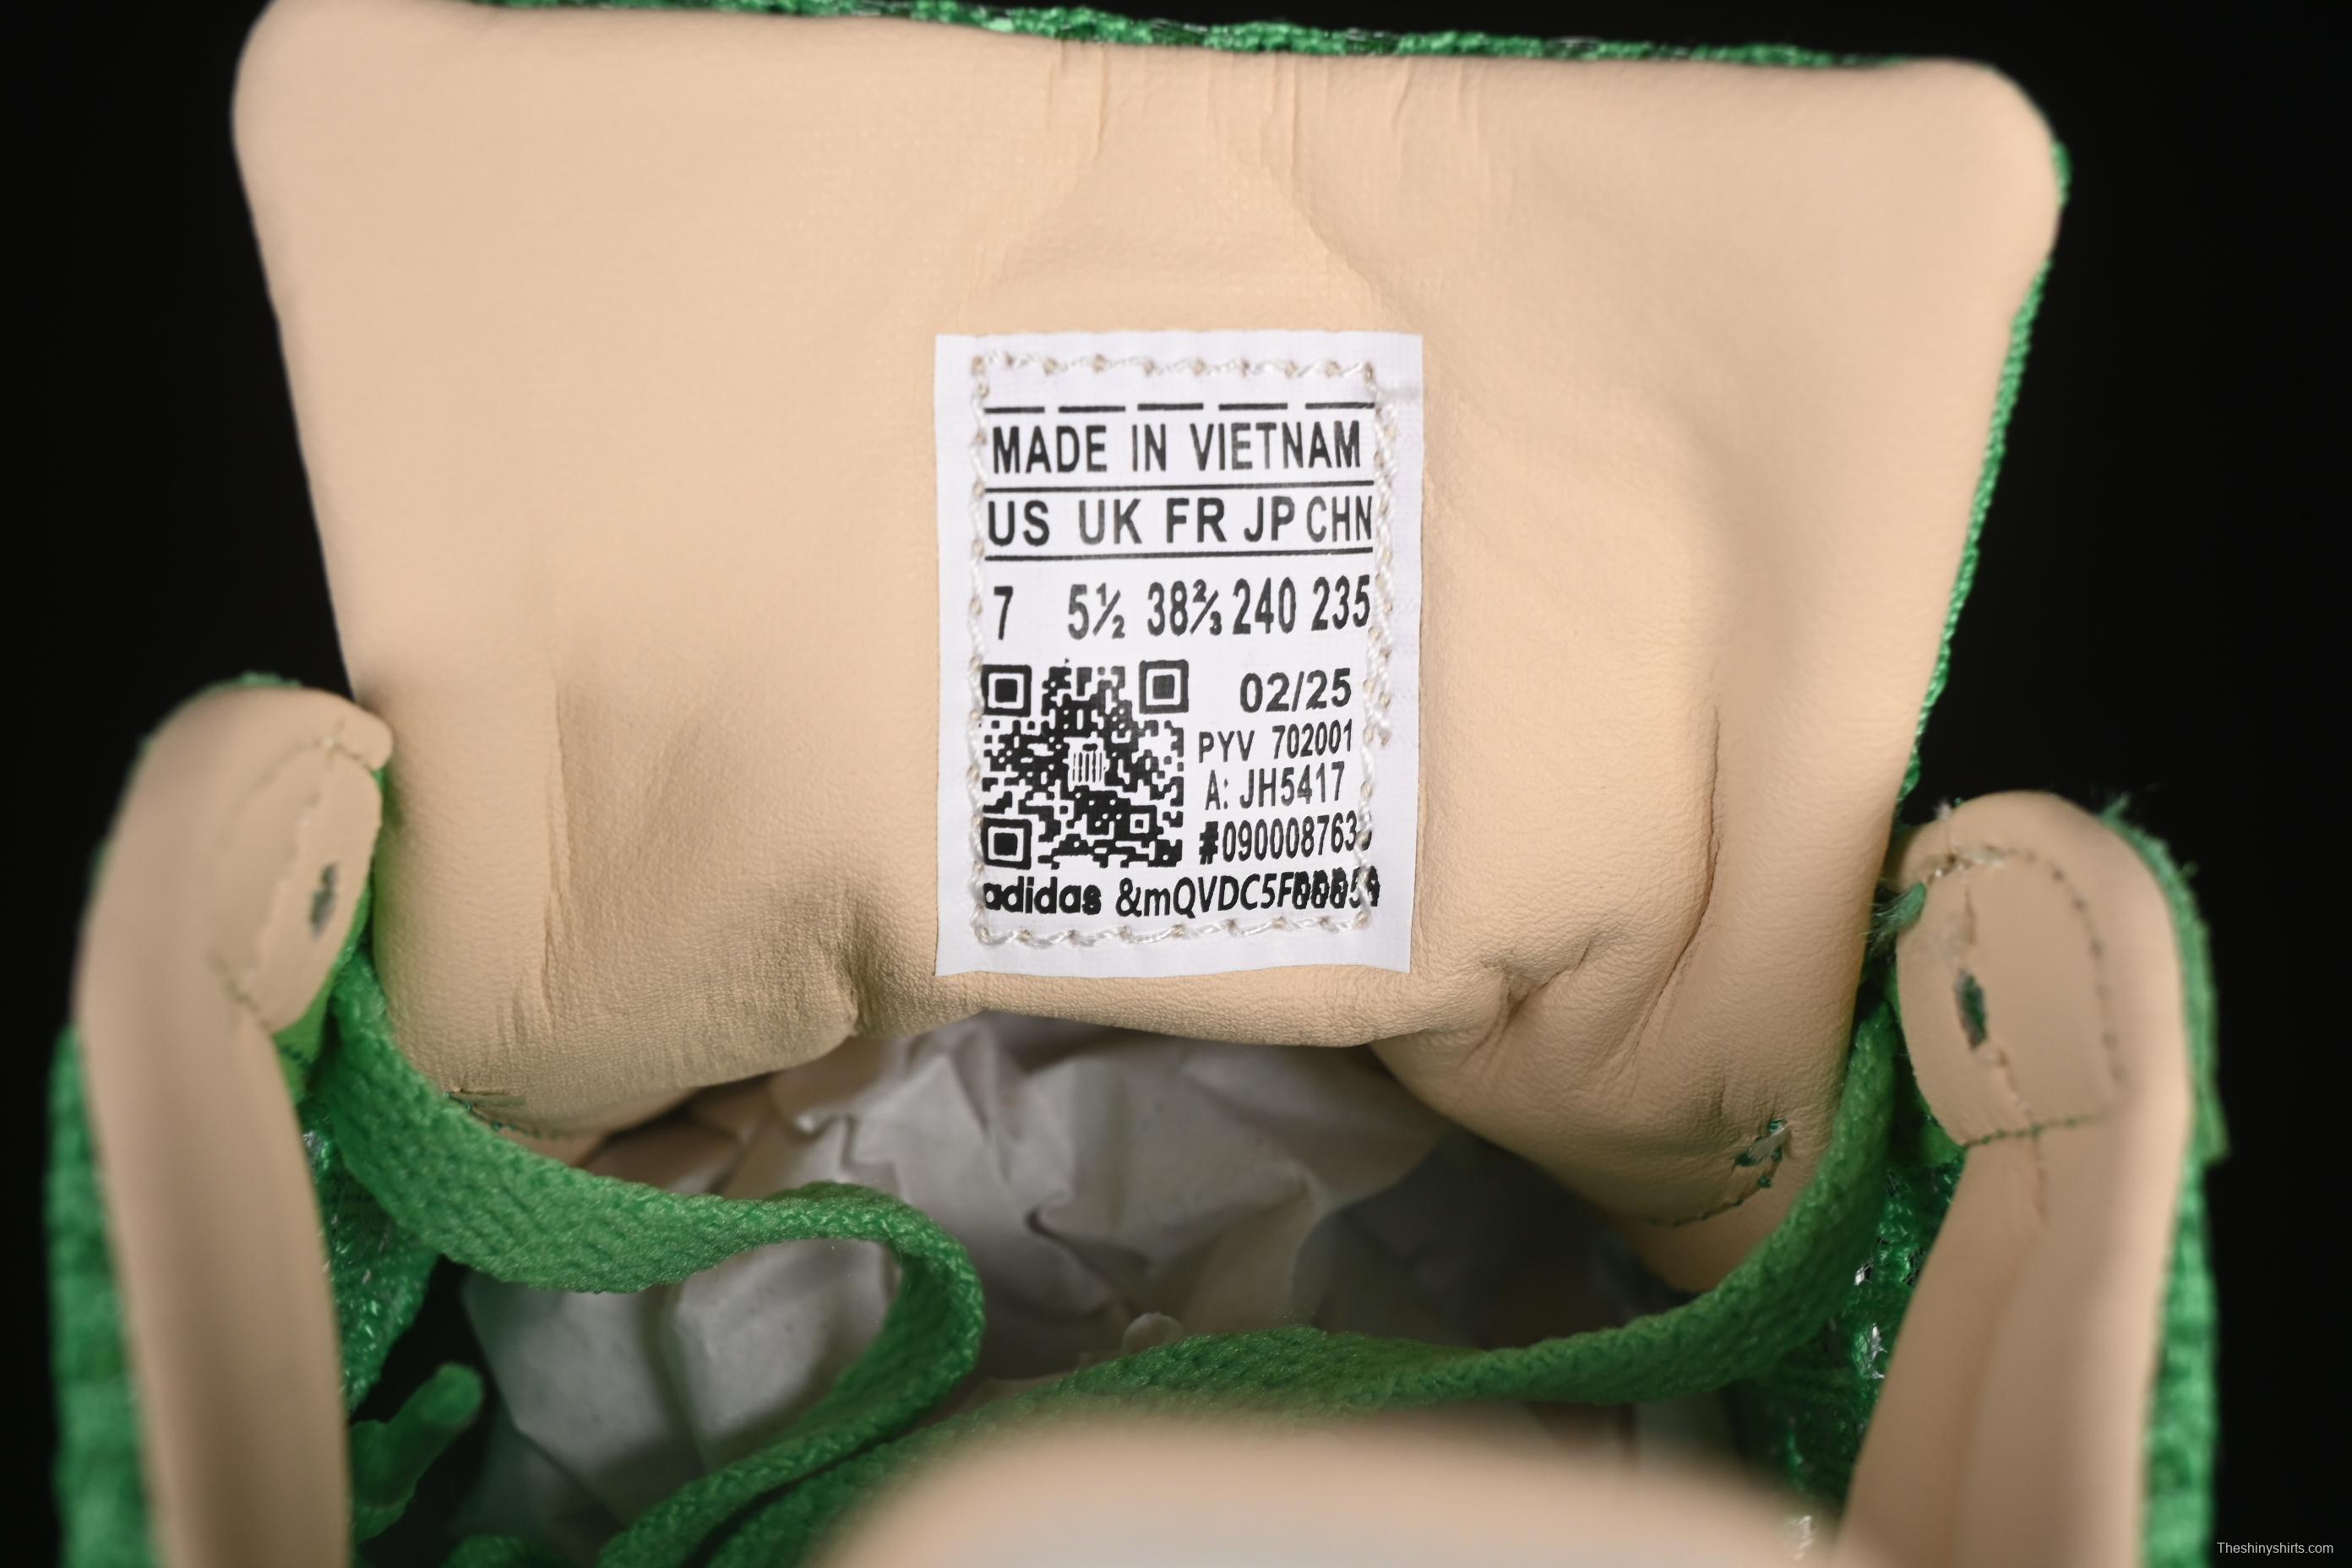 MADE IN VIETNAM
US UK FR JP CHN
7 5½ 38⅔ 240 235
02/25
PYV 702001
A: JH5417
adidas
Theshinyshirts.com